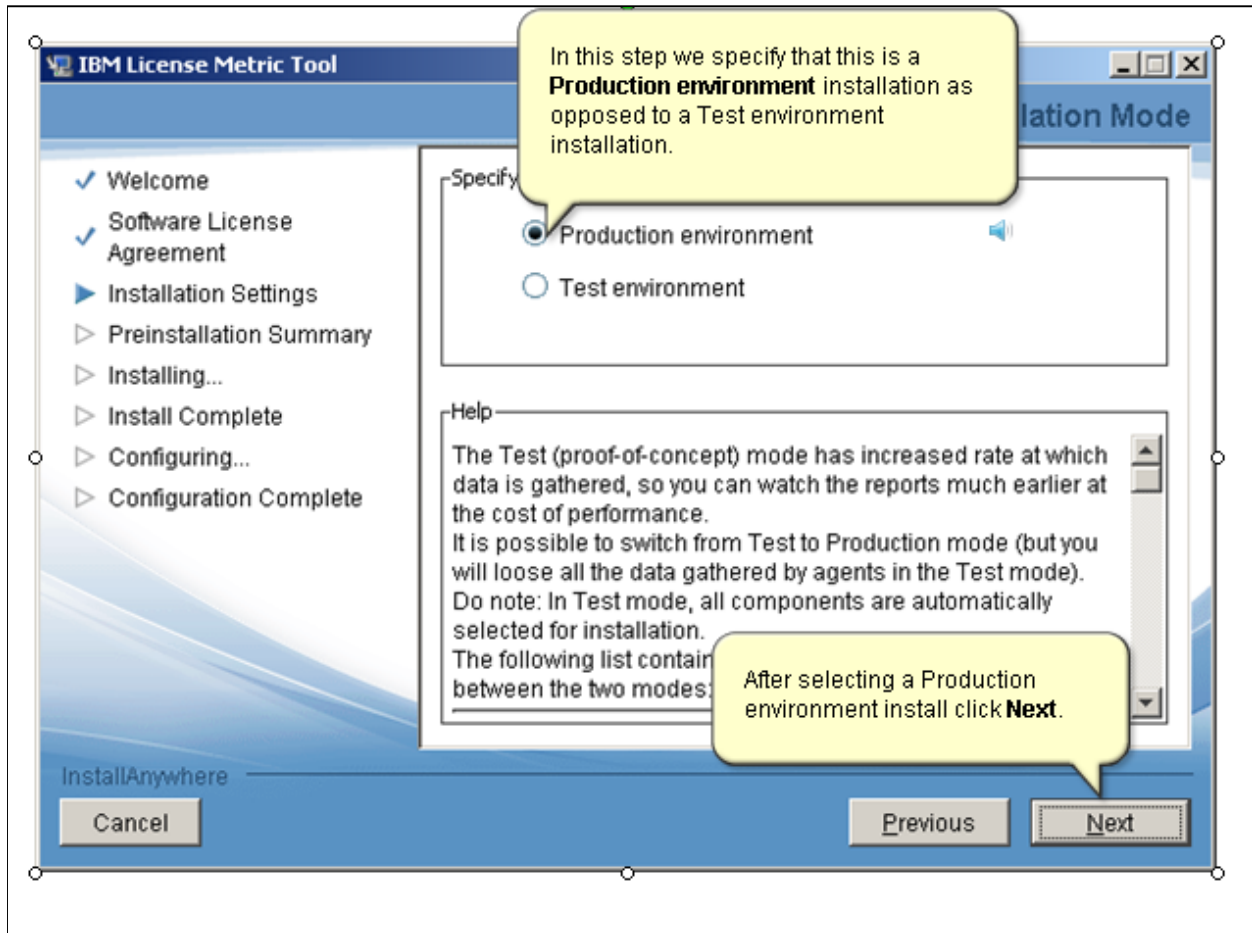 IBM License Metric Tool
In this step we specify that this is a
Production environment installation as
opposed to a Test environment
installation.
lation Mode
Welcome
Software License
Agreement
Installation Settings
Preinstallation Summary
Installing...
Install Complete
Configuring...
Configuration Complete
Specify
Production environment
Test environment
Help
The Test (proof-of-concept) mode has increased rate at which
data is gathered, so you can watch the reports much earlier at
the cost of performance.
It is possible to switch from Test to Production mode (but you
will loose all the data gathered by agents in the Test mode).
Do note: In Test mode, all components are automatically
selected for installation.
The following list contain
between the two modes:
After selecting a Production
environment install click Next.
InstallAnywhere
Cancel
Previous
Next